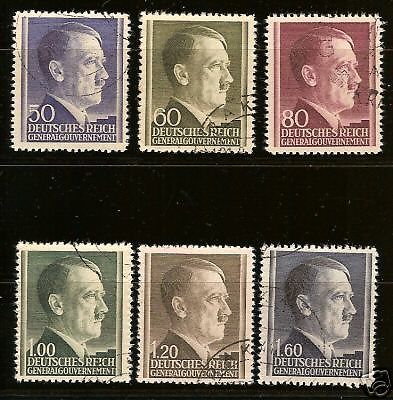 50
DEUTSCHES REICH
GENERALGOUVERNEMENT
60
DEUTSCHES REICH
GENERALGOUVERNEMENT
80
DEUTSCHES REICH
GENERALGOUVERNEMENT
1.00
DEUTSCHES REICH
GENERALGOUVERNEMENT
1.20
DEUTSCHES REICH
GENERALGOUVERNEMENT
1.60
DEUTSCHES REICH
GENERALGOUVERNEMENT